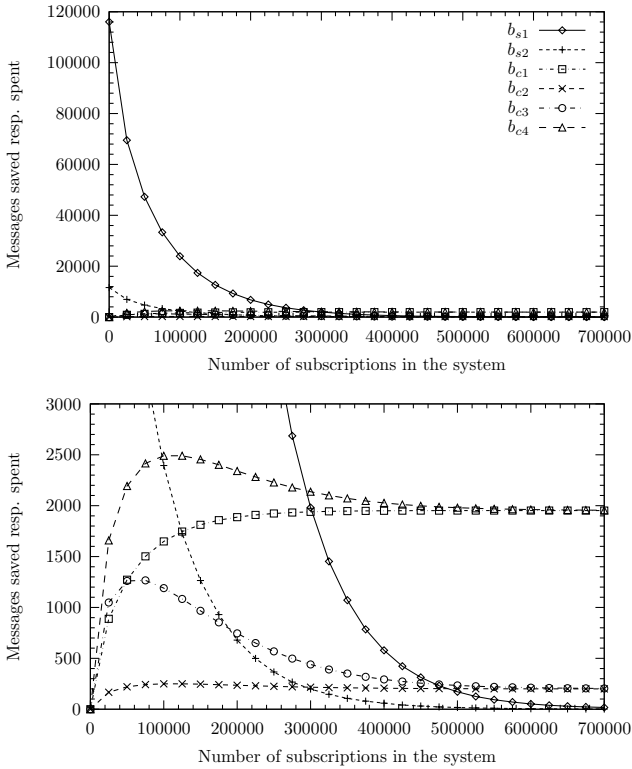 120000
100000
80000
60000
40000
20000
0
Messages saved resp. spent
b_{s1}
b_{s2}
b_{c1}
b_{c2}
b_{c3}
b_{c4}
0 100000 200000 300000 400000 500000 600000 700000
Number of subscriptions in the system
3000
2500
2000
1500
1000
500
0
Messages saved resp. spent
0 100000 200000 300000 400000 500000 600000 700000
Number of subscriptions in the system